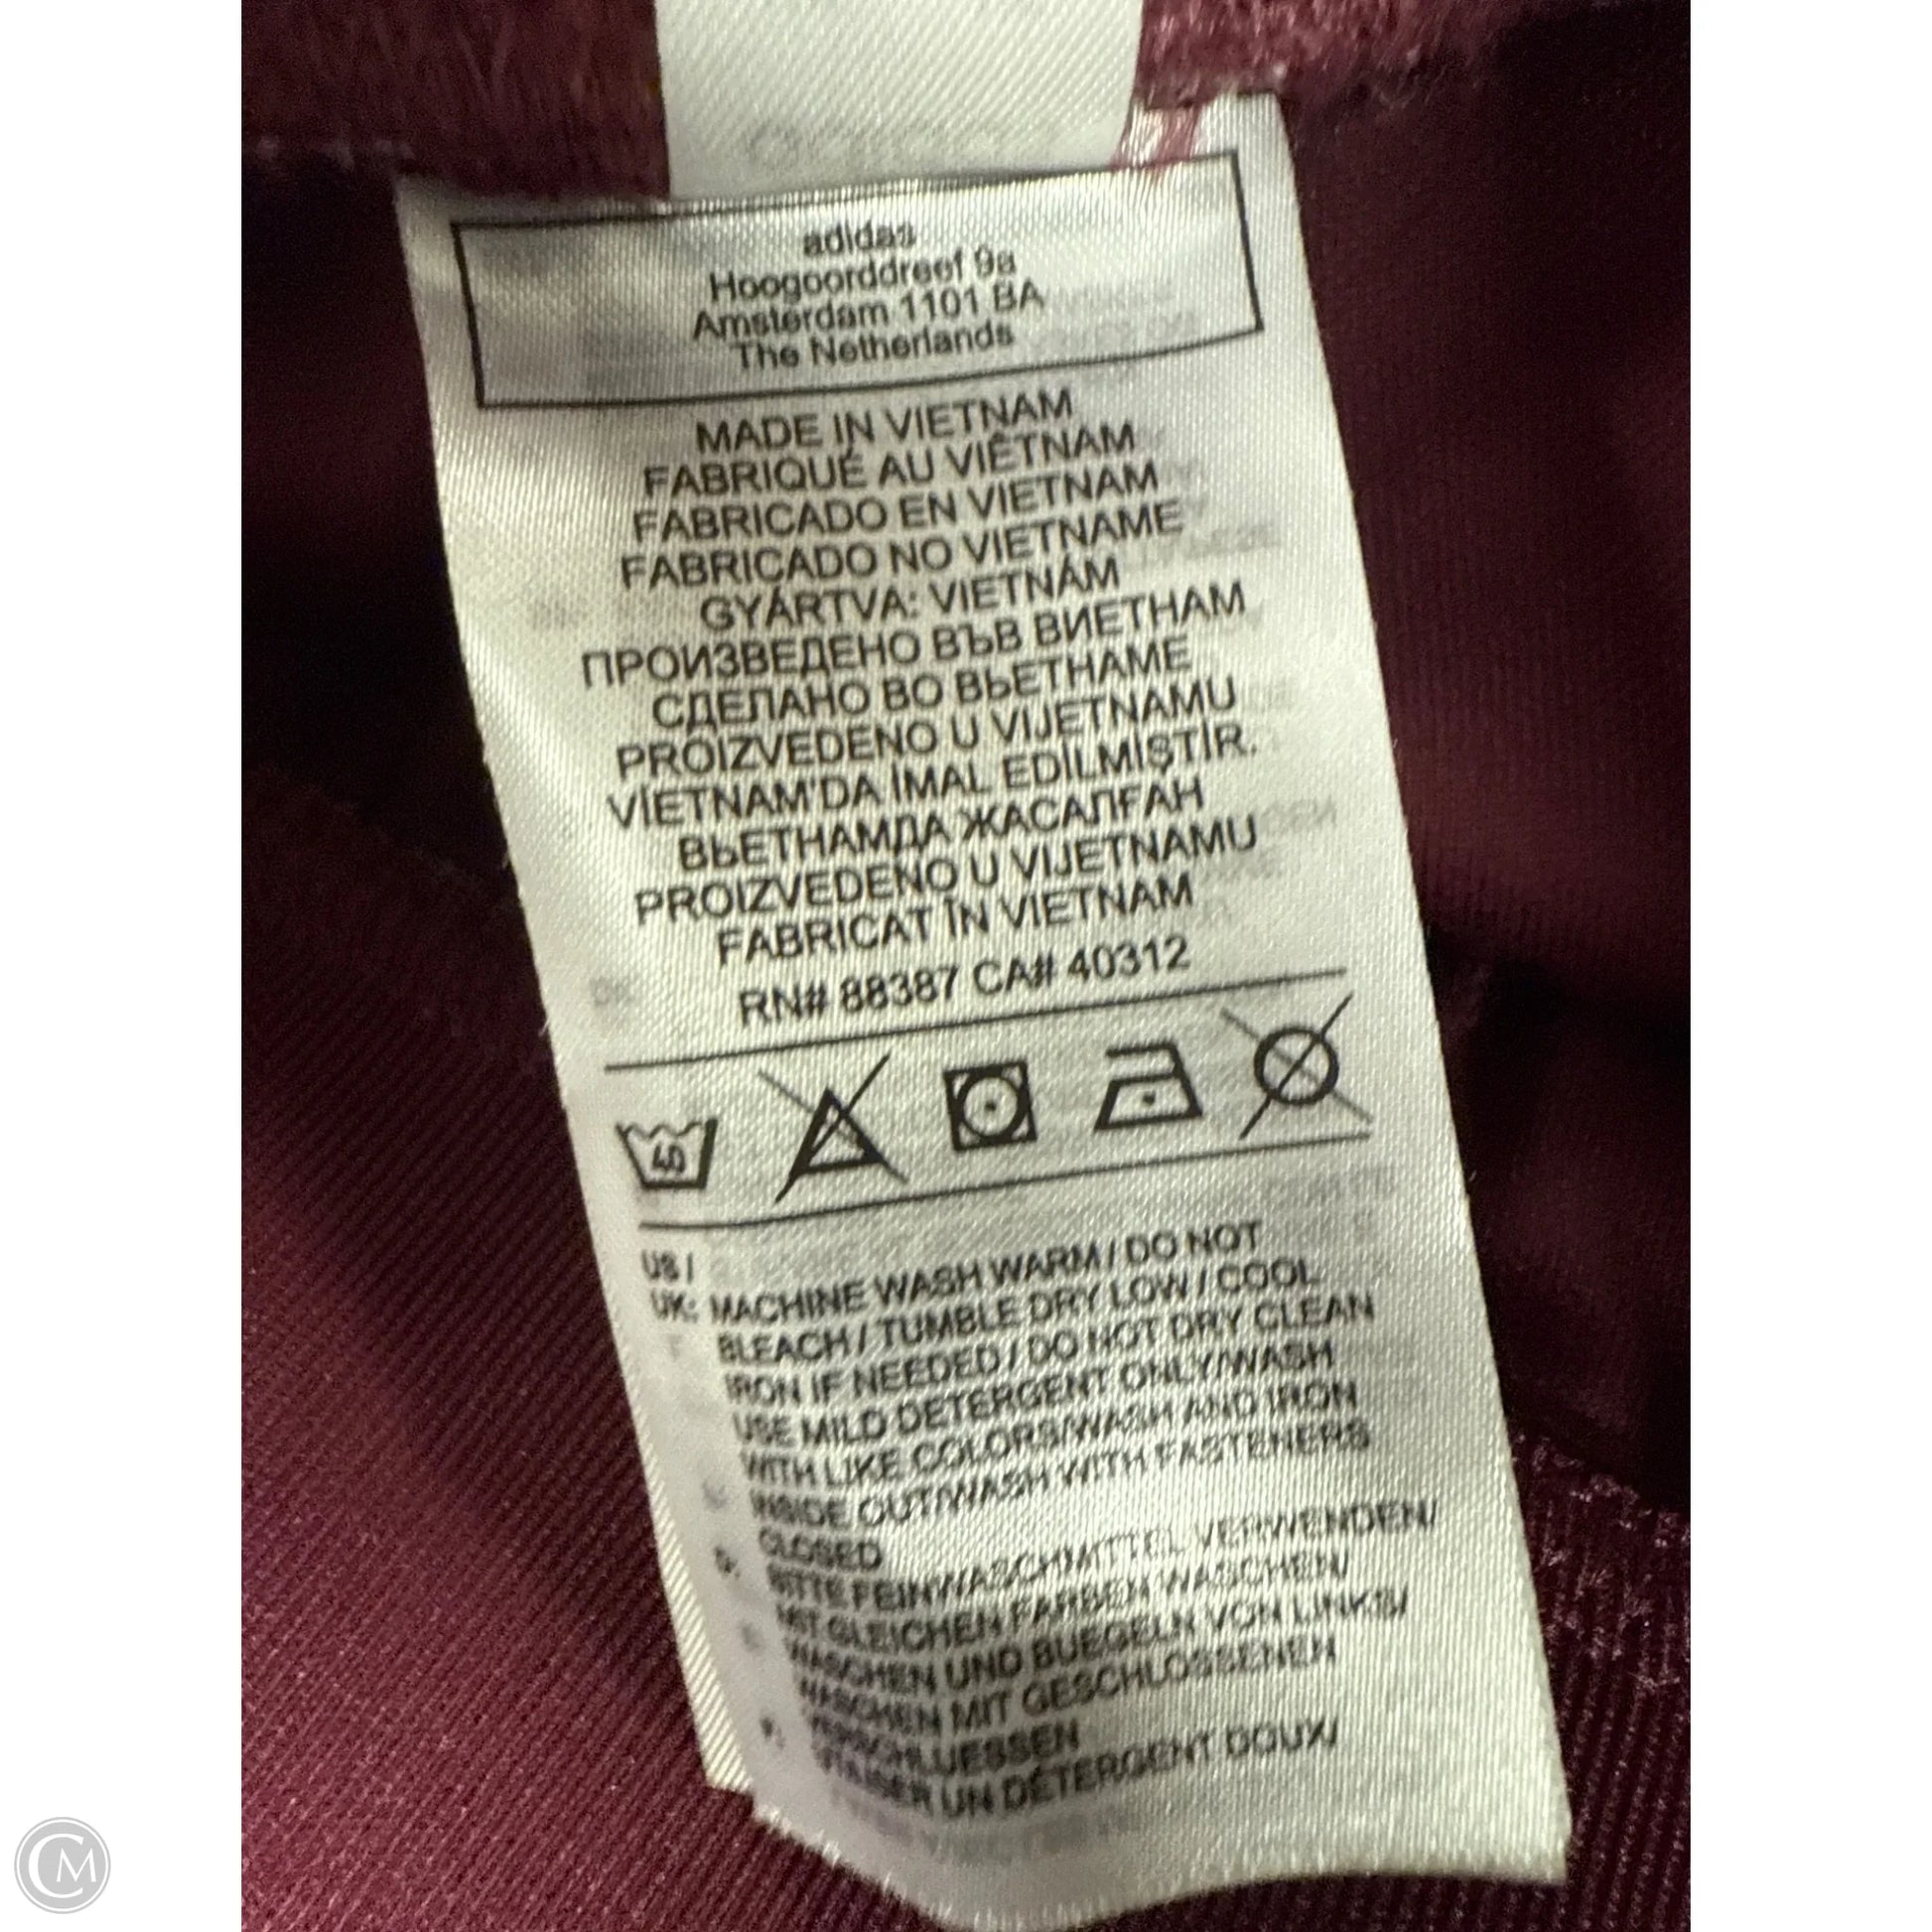 adidas
Hoogoorddreef 9a
Amsterdam 1101 BA
The Netherlands
MADE IN VIETNAM
FABRIQUÉ AU VIÊTNAM
FABRICADO EN VIETNAM
FABRICADO NO VIETNAME
GYÁRTVA: VIETNÁM
ПРОИЗВЕДЕНО ВЪВ ВИЕТНАМ
СДЕЛАНО ВО ВЬЕТНАМЕ
PROIZVEDENO U VIJETNAMU
VİETNAM'DA İMAL EDİLMİŞTİR.
ВЬЕТНАМДА ЖАСАЛҒАН
PROIZVEDENO U VIJETNAMU
FABRICAT ÎN VIETNAM
RN# 88387 CA# 40312
40
US /
UK: MACHINE WASH WARM / DO NOT
BLEACH / TUMBLE DRY LOW / COOL
IRON IF NEEDED / DO NOT DRY CLEAN
USE MILD DETERGENT ONLY/WASH
WITH LIKE COLORS/WASH AND IRON
INSIDE OUT/WASH WITH FASTENERS
CLOSED
BITTE FEINWASCHMITTEL VERWENDEN/
MIT GLEICHEN FARBEN WASCHEN/
WASCHEN UND BUEGELN VON LINKS/
WASCHEN MIT GESCHLOSSENEN
VERSCHLUESSEN
UN DÉTERGENT DOUX/
CM